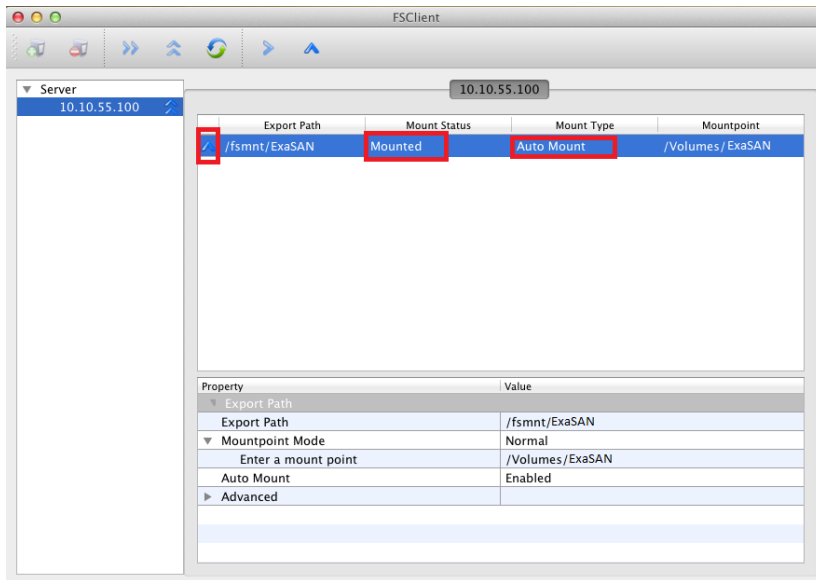 FSClient
Server
10.10.55.100
10.10.55.100
Export Path Mount Status Mount Type Mountpoint
/fsmnt/ExaSAN Mounted Auto Mount /Volumes/ExaSAN
Property Value
Export Path
Export Path /fsmnt/ExaSAN
Mountpoint Mode Normal
Enter a mount point /Volumes/ExaSAN
Auto Mount Enabled
Advanced